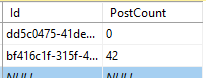 Id PostCount
dd5c0475-41de... 0
bf416c1f-315f-4... 42
NULL NULL